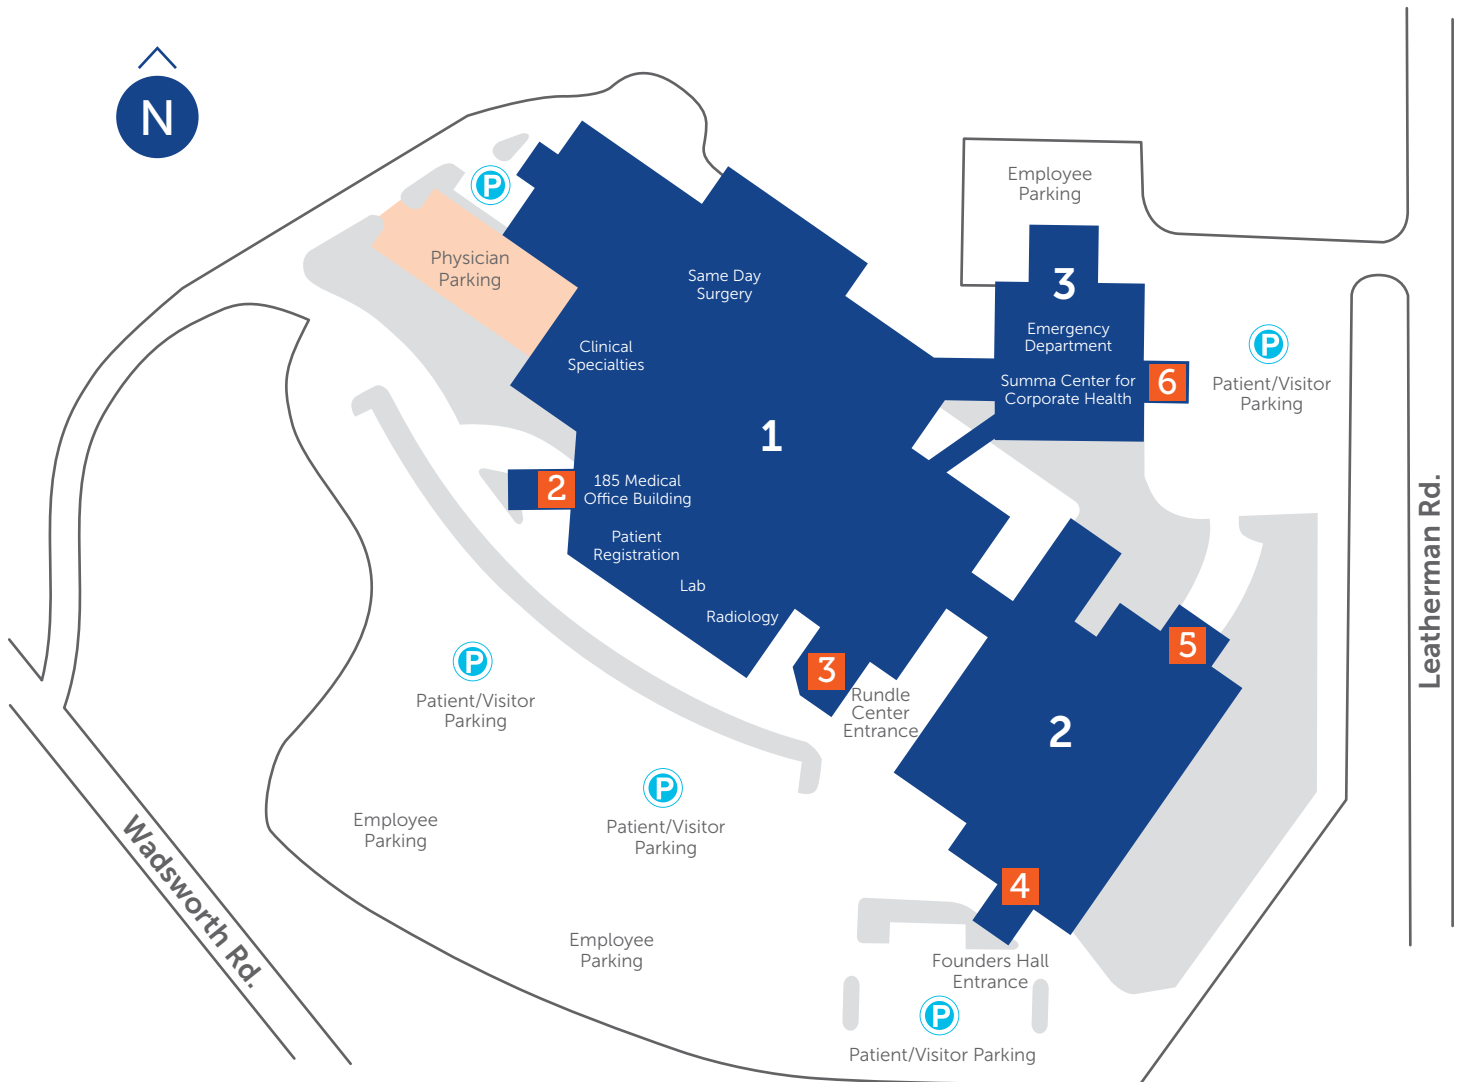 N
P
Employee
Parking
Physician
Parking
Same Day
Surgery
3
Emergency
Department
P
Clinical
Specialties
Summa Center for
Corporate Health
6
Patient/Visitor
Parking
1
2
185 Medical
Office Building
Patient
Registration
Lab
Radiology
Leatherman Rd.
P
Patient/Visitor
Parking
3
Rundle
Center
Entrance
5
2
P
Patient/Visitor
Parking
Employee
Parking
Wadsworth Rd.
4
Employee
Parking
Founders Hall
Entrance
P
Patient/Visitor Parking